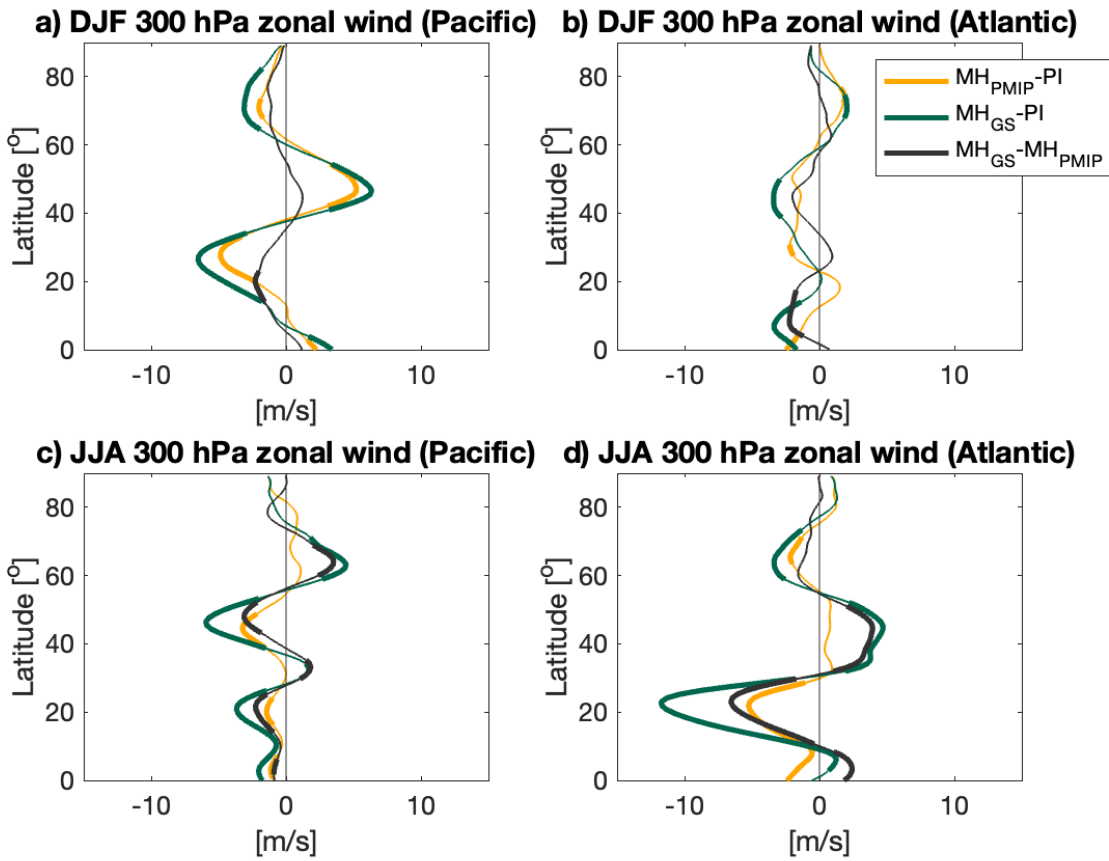 a) DJF 300 hPa zonal wind (Pacific)
80
60
40
20
0
Latitude [°]
-10 0 10
[m/s]
b) DJF 300 hPa zonal wind (Atlantic)
MH_PMIP-PI
MH_GS-PI
MH_GS-MH_PMIP
80
60
40
20
0
Latitude [°]
-10 0 10
[m/s]
c) JJA 300 hPa zonal wind (Pacific)
80
60
40
20
0
Latitude [°]
-10 0 10
[m/s]
d) JJA 300 hPa zonal wind (Atlantic)
80
60
40
20
0
Latitude [°]
-10 0 10
[m/s]